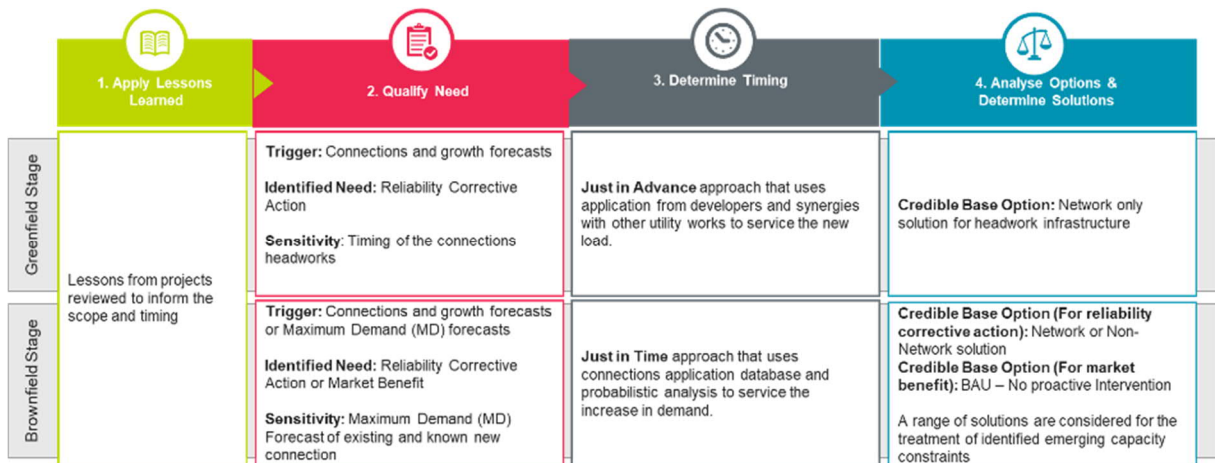 1. Apply Lessons
Learned
2. Qualify Need
3. Determine Timing
4. Analyse Options &
Determine Solutions
Greenfield Stage
Brownfield Stage
Lessons from projects
reviewed to inform the
scope and timing
Trigger: Connections and growth forecasts
Identified Need: Reliability Corrective
Action
Sensitivity: Timing of the connections
headworks
Just in Advance approach that uses
application from developers and synergies
with other utility works to service the new
load.
Credible Base Option: Network only
solution for headwork infrastructure
Trigger: Connections and growth forecasts
or Maximum Demand (MD) forecasts
Identified Need: Reliability Corrective
Action or Market Benefit
Sensitivity: Maximum Demand (MD)
Forecast of existing and known new
connection
Just in Time approach that uses
connections application database and
probabilistic analysis to service the
increase in demand.
Credible Base Option (For reliability
corrective action): Network or Non-
Network solution
Credible Base Option (For market
benefit): BAU – No proactive Intervention
A range of solutions are considered for the
treatment of identified emerging capacity
constraints